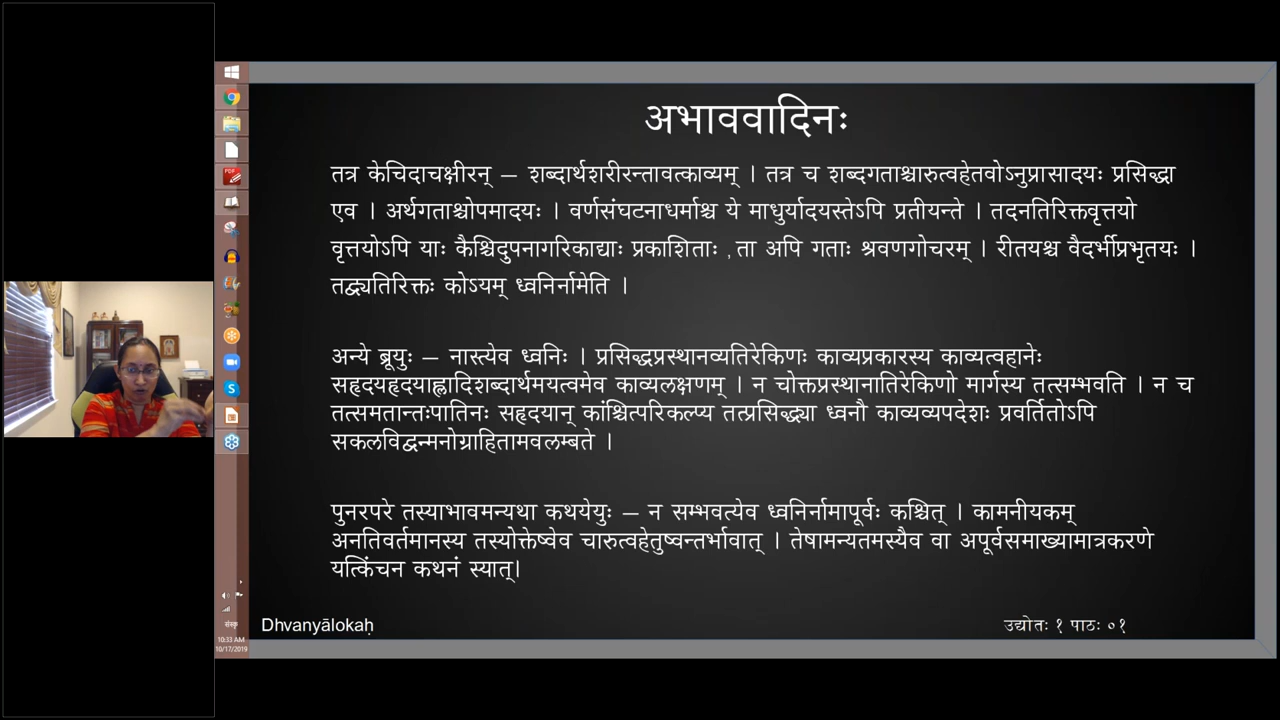 अभाववादिनः
तत्र केचिदाचक्षीरन् – शब्दार्थशरीरन्तावत्काव्यम् । तत्र च शब्दगताश्चारुत्वहेतवोऽनुप्रासादयः प्रसिद्धा
एव । अर्थगताश्चोपमादयः । वर्णसंघटनाधर्माश्च ये माधुर्यादयस्तेऽपि प्रतीयन्ते । तदनतिरिक्तवृत्तयो
वृत्तयोऽपि याः कैश्चिदुपनागरिकाद्याः प्रकाशिताः , ता अपि गताः श्रवणगोचरम् । रीतयश्च वैदर्भीप्रभृतयः ।
तद्व्यतिरिक्तः कोऽयम् ध्वनिर्नामेति ।
अन्ये ब्रूयुः – नास्त्येव ध्वनिः । प्रसिद्धप्रस्थानव्यतिरेकिणः काव्यप्रकारस्य काव्यत्वहानेः
सहृदयहृदयाह्लादिशब्दार्थमयत्वमेव काव्यलक्षणम् । न चोक्तप्रस्थानातिरेकिणो मार्गस्य तत्सम्भवति । न च
तत्समतान्तःपातिनः सहृदयान् कांश्चित्परिकल्प्य तत्प्रसिद्ध्या ध्वनौ काव्यव्यपदेशः प्रवर्तितोऽपि
सकलविद्वन्मनोग्राहितामवलम्बते ।
पुनरपरे तस्याभावमन्यथा कथयेयुः – न सम्भवत्येव ध्वनिर्नामापूर्वः कश्चित् । कामनीयकम्
अनतिवर्तमानस्य तस्योक्तेष्वेव चारुत्वहेतुष्वन्तर्भावात् । तेषामन्यतमस्यैव वा अपूर्वसमाख्यामात्रकरणे
यत्किंचन कथनं स्यात्।
Dhvanyālokaḥ
उद्योतः १ पाठः ०१
संस्कृ
10:33 AM
10/17/2019